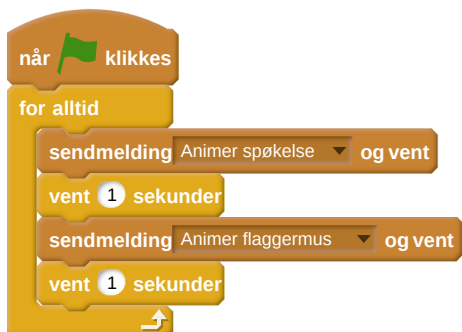 når klikkes
for alltid
sendmelding Animer spøkelse og vent
vent 1 sekunder
sendmelding Animer flaggermus og vent
vent 1 sekunder